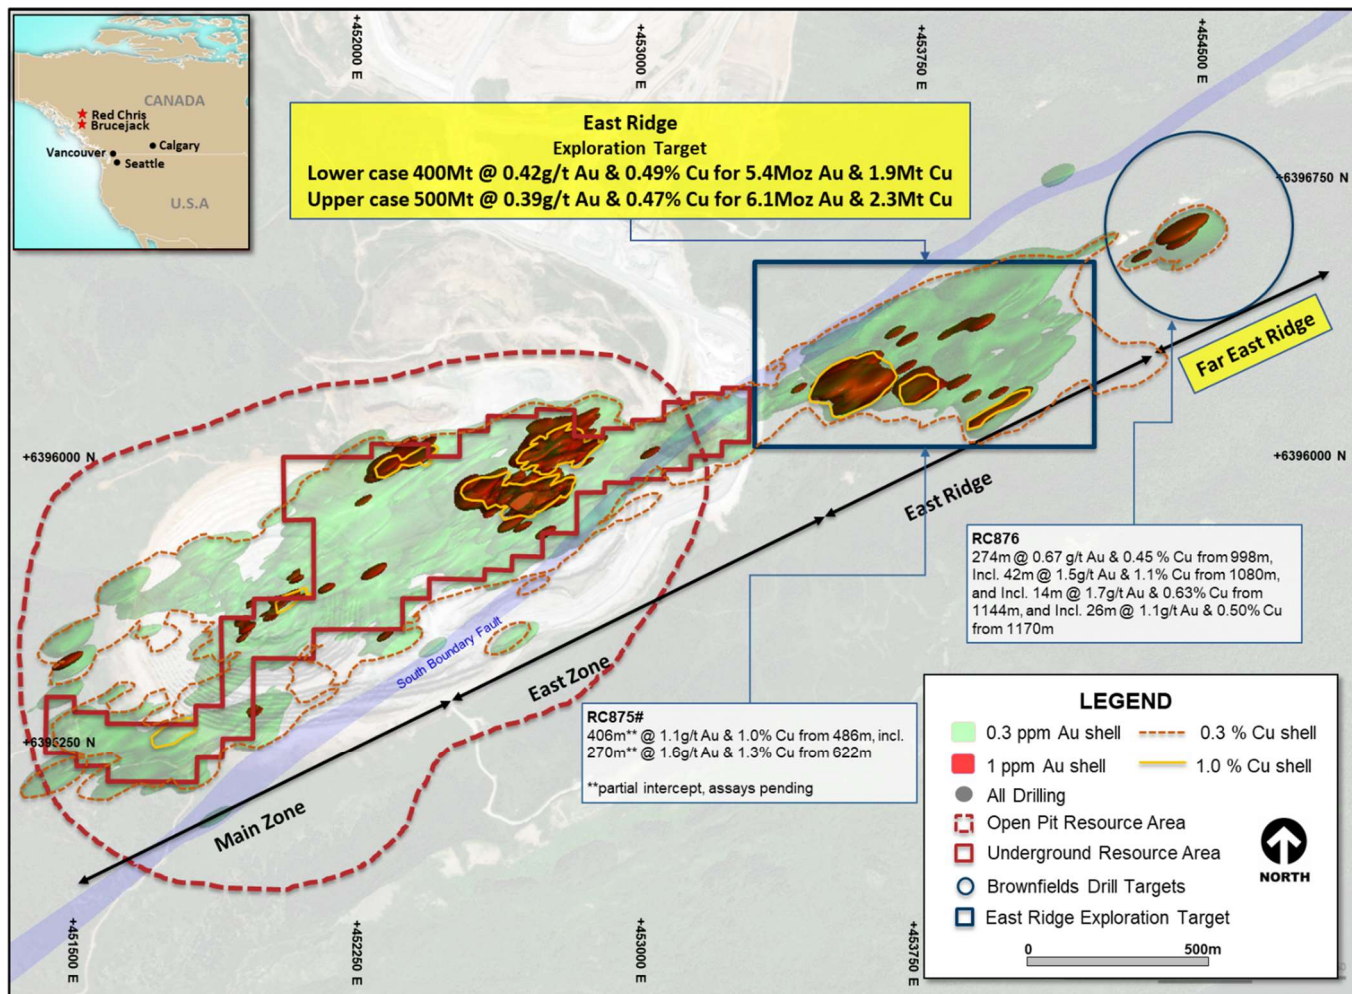 +452000 E
+453000 E
+453750 E
+454500 E
CANADA
Red Chris
Brucejack
Vancouver
Calgary
Seattle
U.S.A
East Ridge
Exploration Target
Lower case 400Mt @ 0.42g/t Au & 0.49% Cu for 5.4Moz Au & 1.9Mt Cu
Upper case 500Mt @ 0.39g/t Au & 0.47% Cu for 6.1Moz Au & 2.3Mt Cu
+6396750 N
Far East Ridge
+6396000 N
+6396000 N
East Ridge
RC876
274m @ 0.67 g/t Au & 0.45 % Cu from 998m,
Incl. 42m @ 1.5g/t Au & 1.1% Cu from 1080m,
and Incl. 14m @ 1.7g/t Au & 0.63% Cu from
1144m, and Incl. 26m @ 1.1g/t Au & 0.50% Cu
from 1170m
South Boundary Fault
East Zone
RC875#
406m** @ 1.1g/t Au & 1.0% Cu from 486m, incl.
270m** @ 1.6g/t Au & 1.3% Cu from 622m
**partial intercept, assays pending
+6395250 N
Main Zone
LEGEND
0.3 ppm Au shell
0.3 % Cu shell
1 ppm Au shell
1.0 % Cu shell
All Drilling
Open Pit Resource Area
Underground Resource Area
Brownfields Drill Targets
East Ridge Exploration Target
NORTH
0
500m
+451500 E
+452250 E
+453000 E
+453750 E